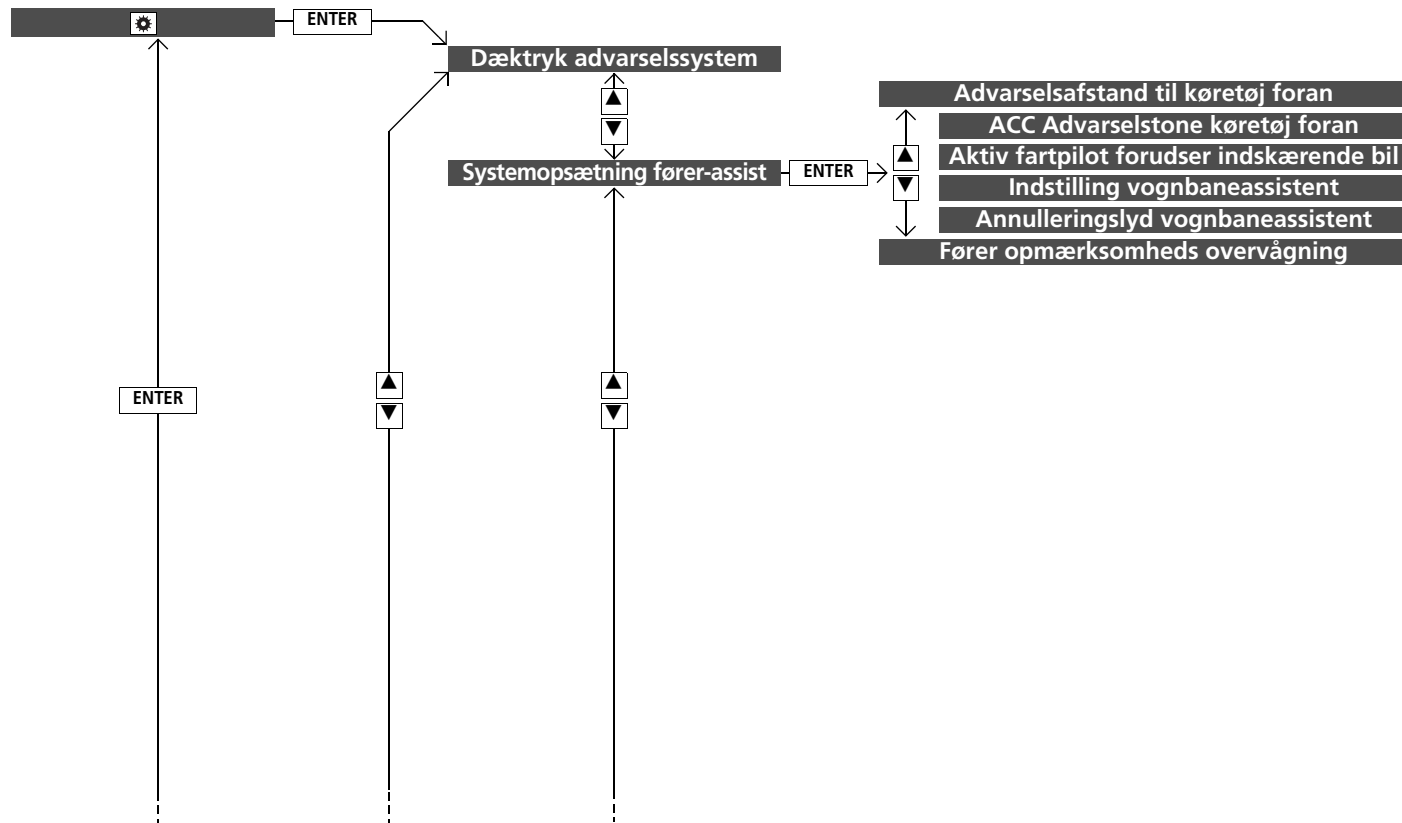 ENTER
Dæktryk advarselssystem
▲
▼
Systemopsætning fører-assist
ENTER
Advarselsafstand til køretøj foran
ACC Advarselstone køretøj foran
Aktiv fartpilot forudser indskærende bil
Indstilling vognbaneassistent
Annulleringslyd vognbaneassistent
Fører opmærksomheds overvågning
▲
▼
ENTER
▲
▼
▲
▼